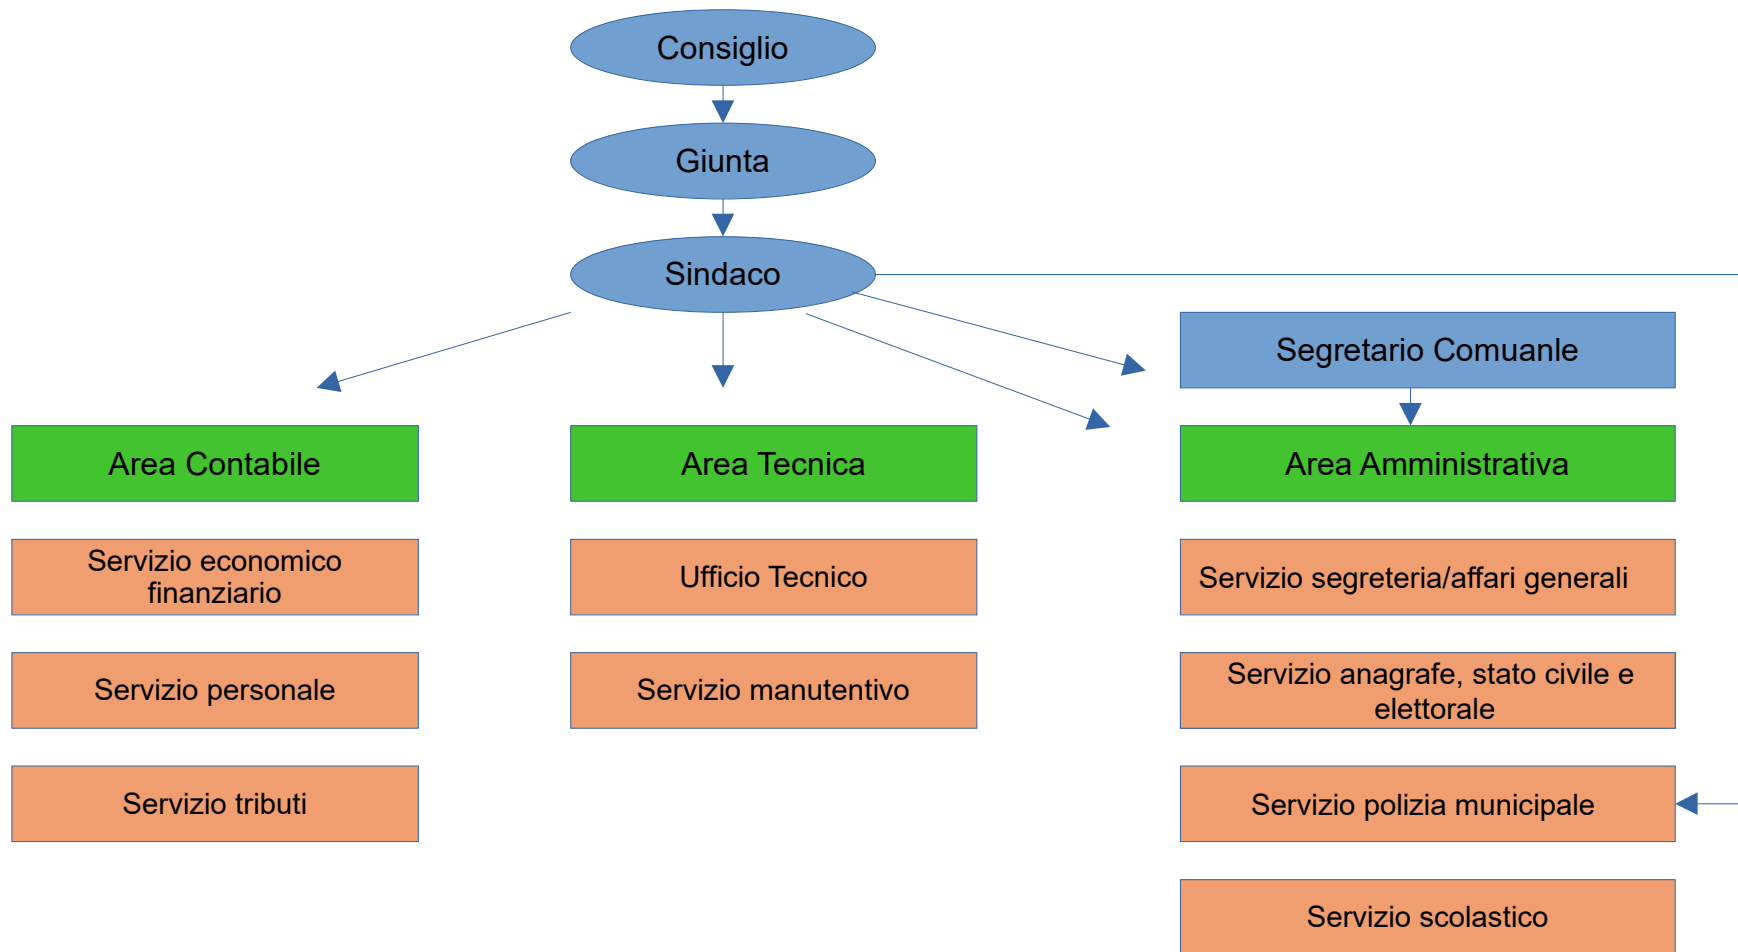 Consiglio
Giunta
Sindaco
Segretario Comuanle
Area Contabile
Area Tecnica
Area Amministrativa
Servizio economico
finanziario
Ufficio Tecnico
Servizio segreteria/affari generali
Servizio personale
Servizio manutentivo
Servizio anagrafe, stato civile e
elettorale
Servizio tributi
Servizio polizia municipale
Servizio scolastico